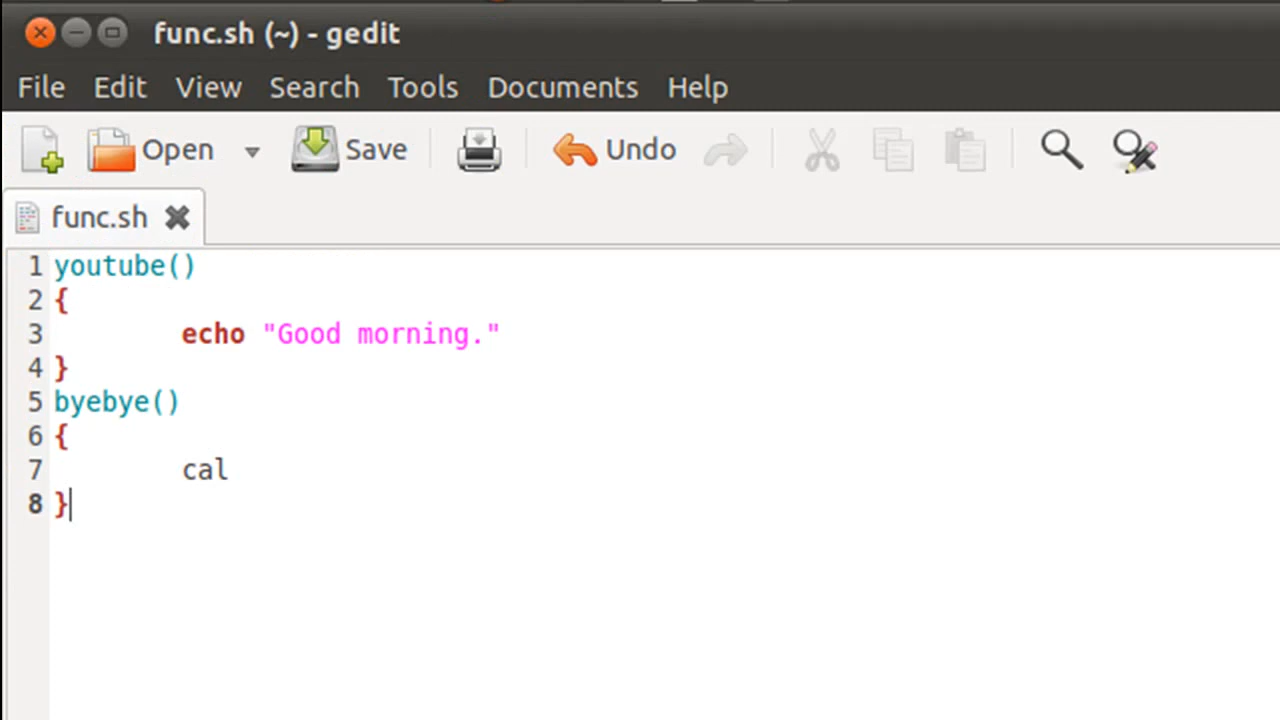 func.sh (~) - gedit
File Edit View Search Tools Documents Help
Open Save Undo
func.sh
1 youtube()
2 {
3 echo "Good morning."
4 }
5 byebye()
6 {
7 cal
8 }